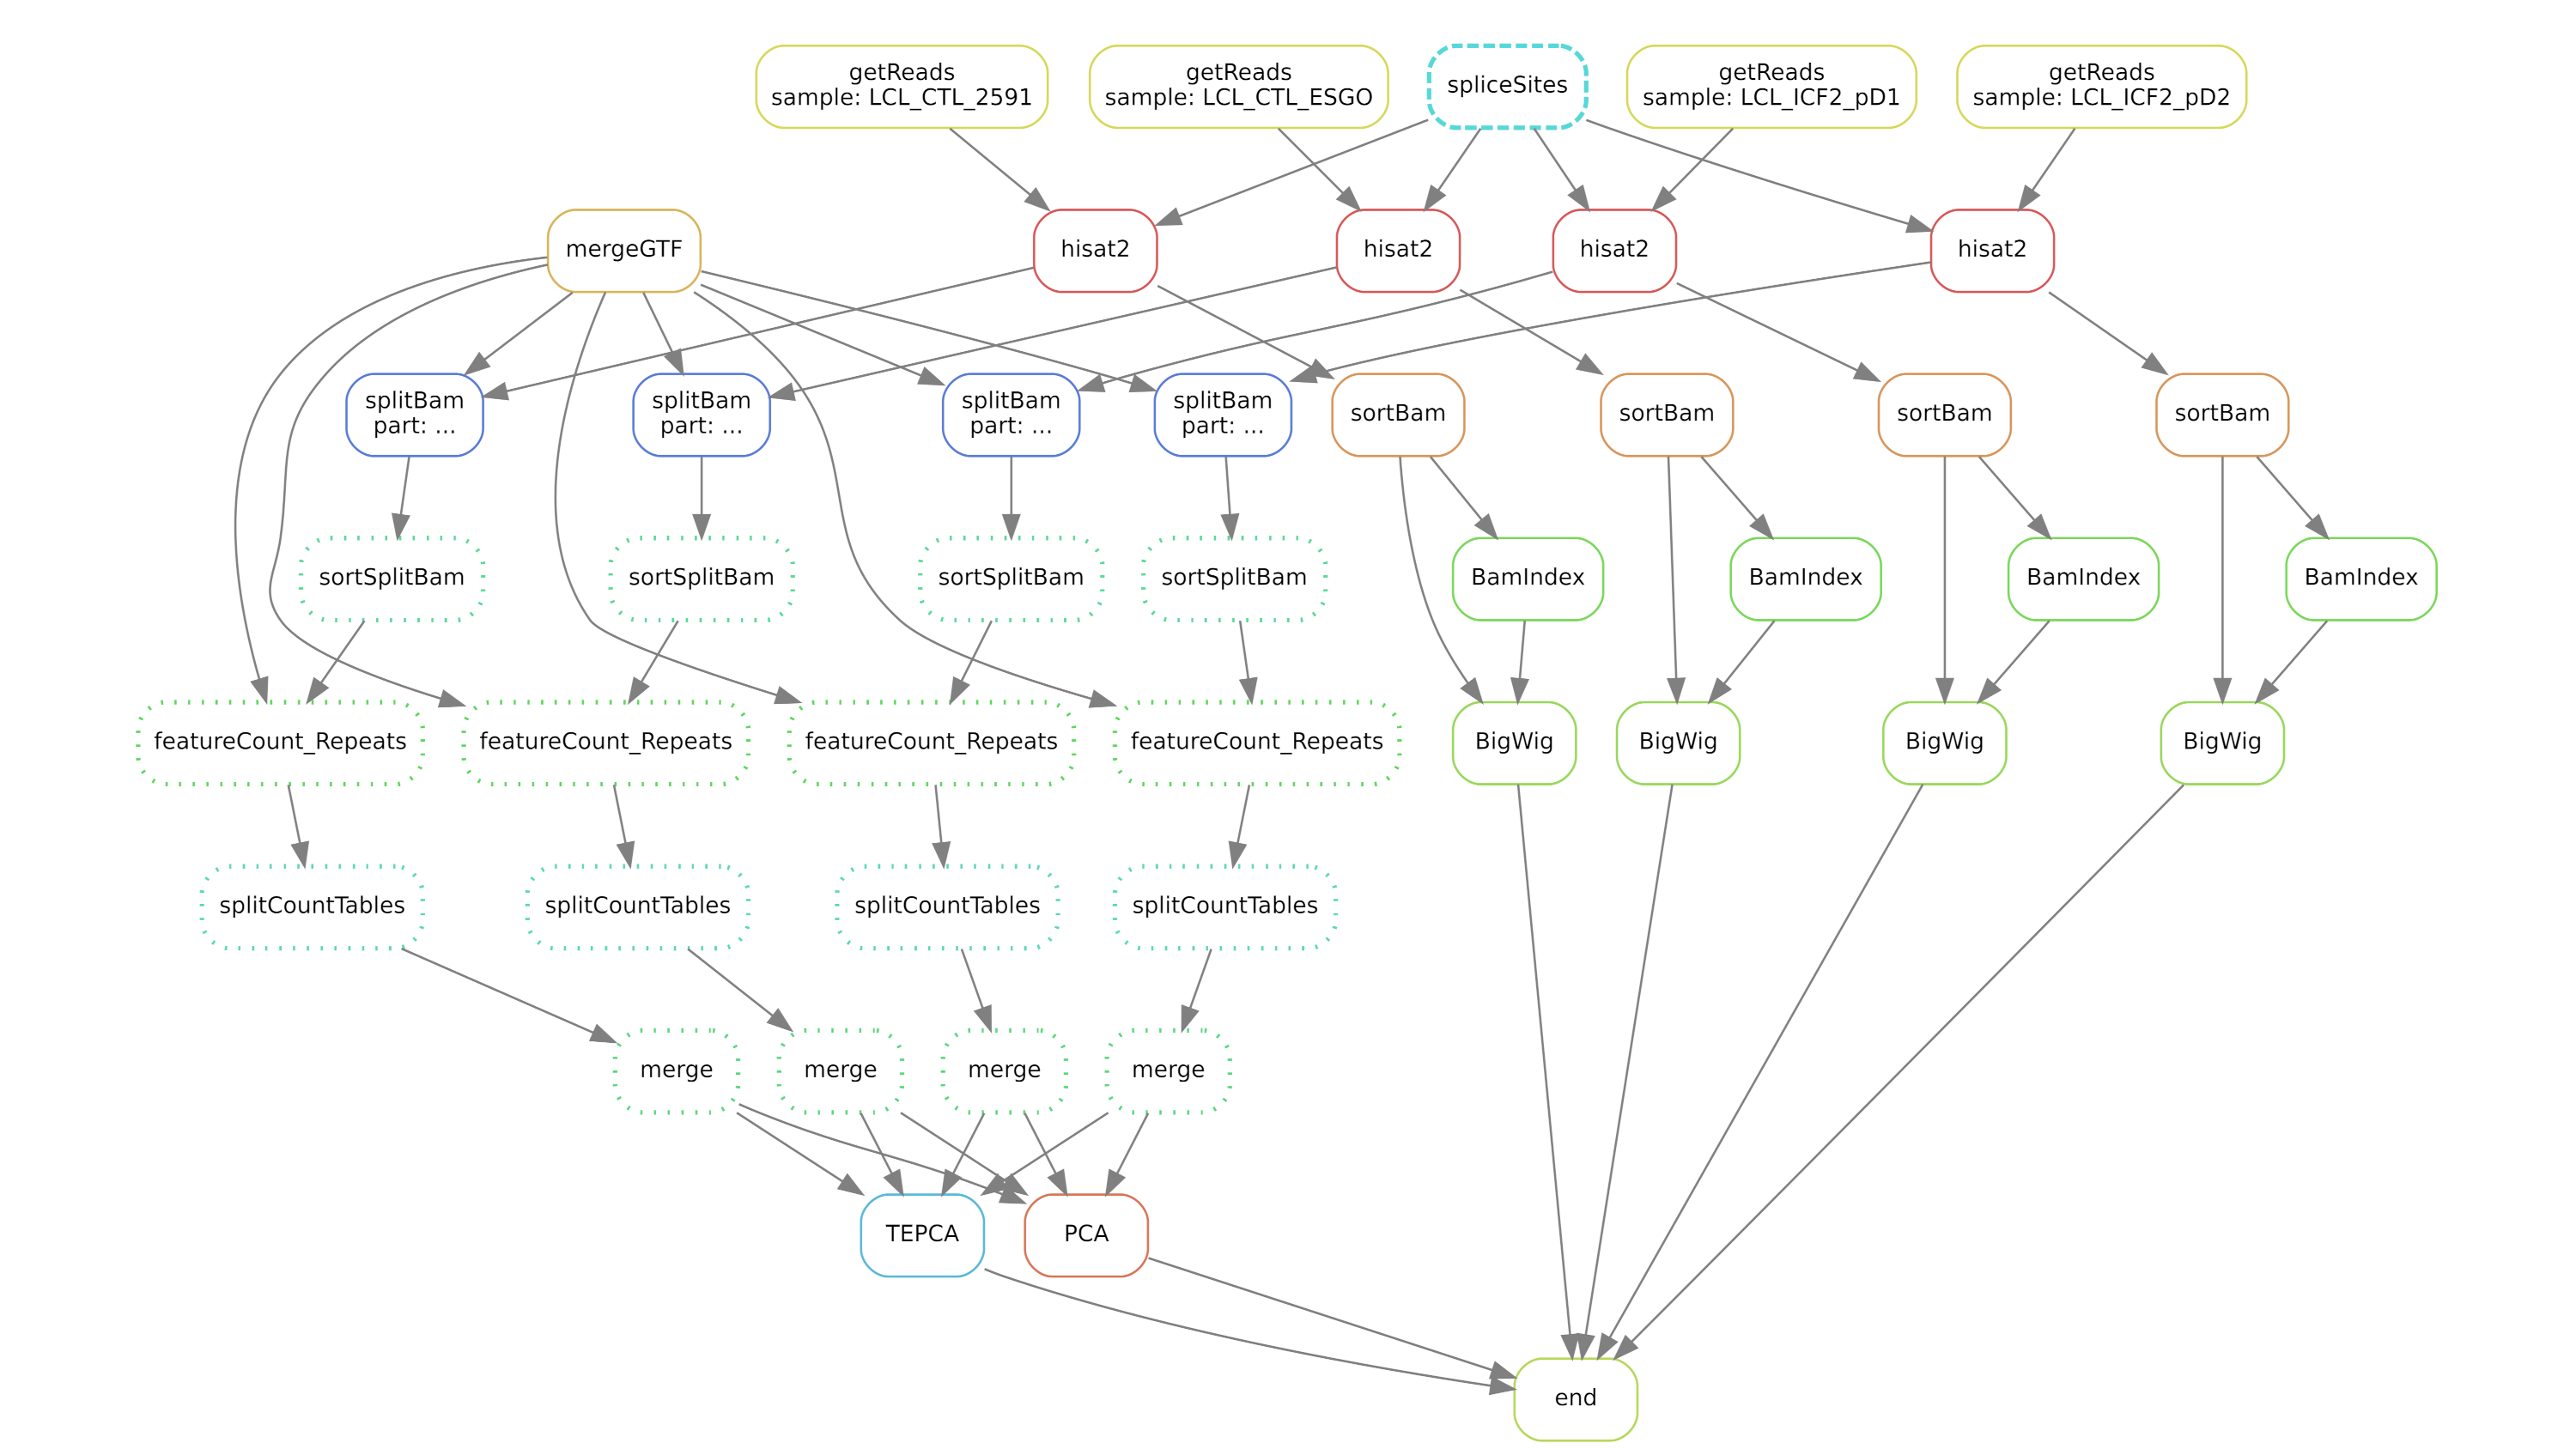 getReads
sample: LCL_CTL_2591
getReads
sample: LCL_CTL_ESGO
spliceSites
getReads
sample: LCL_ICF2_pD1
getReads
sample: LCL_ICF2_pD2
mergeGTF
hisat2
hisat2
hisat2
hisat2
splitBam
part: ...
splitBam
part: ...
splitBam
part: ...
splitBam
part: ...
sortBam
sortBam
sortBam
sortBam
sortSplitBam
sortSplitBam
sortSplitBam
sortSplitBam
BamIndex
BamIndex
BamIndex
BamIndex
featureCount_Repeats
featureCount_Repeats
featureCount_Repeats
featureCount_Repeats
BigWig
BigWig
BigWig
BigWig
splitCountTables
splitCountTables
splitCountTables
splitCountTables
merge
merge
merge
merge
TEPCA
PCA
end